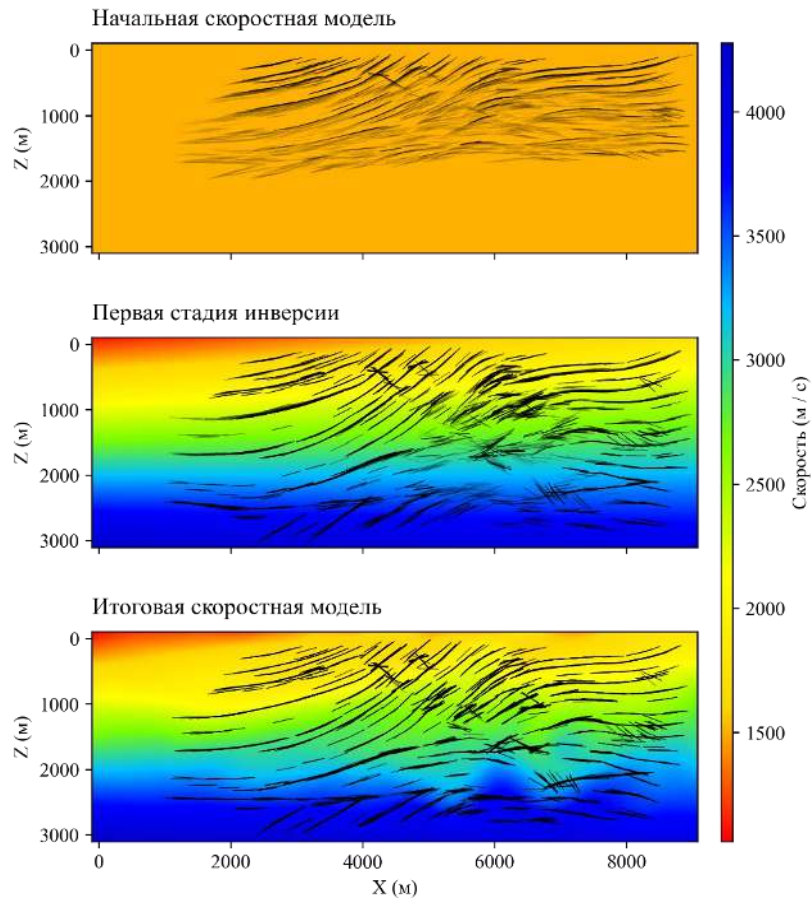 Начальная скоростная модель
0
1000
2000
3000
Z (м)
Первая стадия инверсии
0
1000
2000
3000
Z (м)
Итоговая скоростная модель
0
1000
2000
3000
Z (м)
0 2000 4000 6000 8000
X (м)
4000
3500
3000
2500
2000
1500
Скорость (м / с)